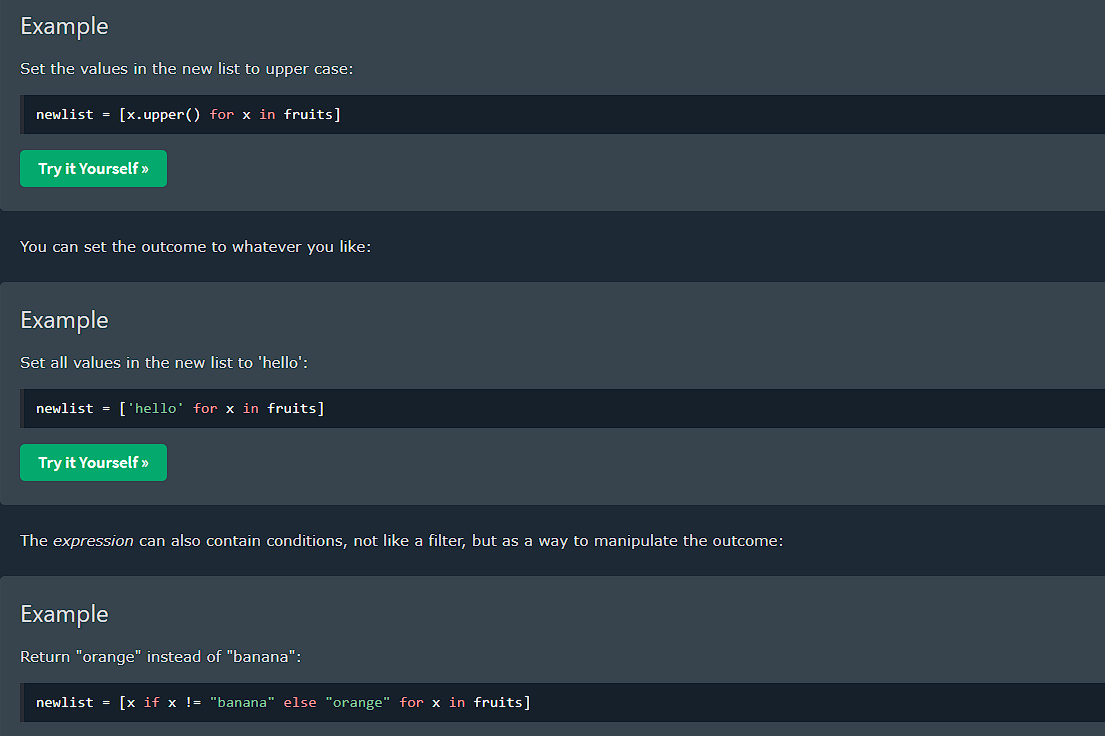 Example
Set the values in the new list to upper case:
newlist = [x.upper() for x in fruits]
Try it Yourself »
You can set the outcome to whatever you like:
Example
Set all values in the new list to 'hello':
newlist = ['hello' for x in fruits]
Try it Yourself »
The expression can also contain conditions, not like a filter, but as a way to manipulate the outcome:
Example
Return "orange" instead of "banana":
newlist = [x if x != "banana" else "orange" for x in fruits]